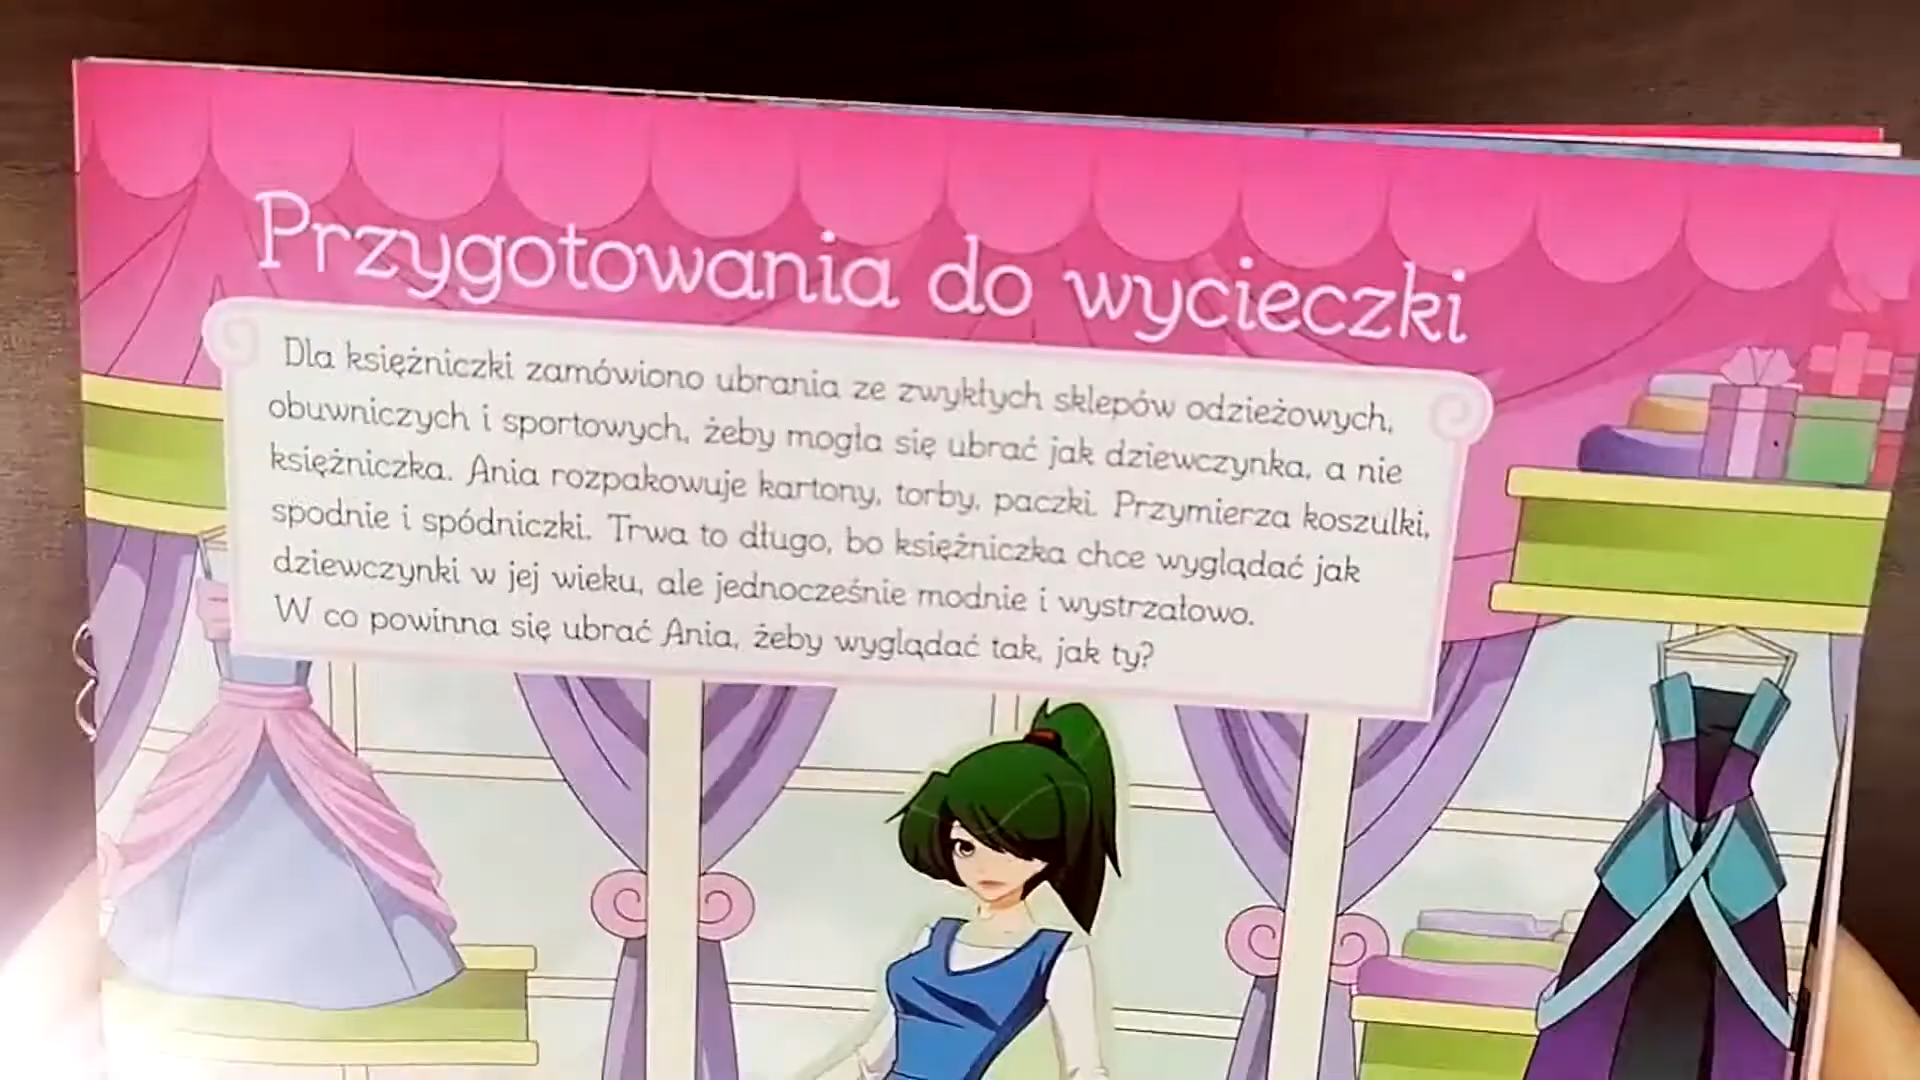 Przygotowania do wycieczki
Dla księżniczki zamówiono ubrania ze zwykłych sklepów odzieżowych,
obuwniczych i sportowych, żeby mogła się ubrać jak dziewczynka, a nie
księżniczka. Ania rozpakowuje kartony, torby, paczki. Przymierza koszulki,
spodnie i spódniczki. Trwa to długo, bo księżniczka chce wyglądać jak
dziewczynki w jej wieku, ale jednocześnie modnie i wystrzałowo.
W co powinna się ubrać Ania, żeby wyglądać tak, jak ty?